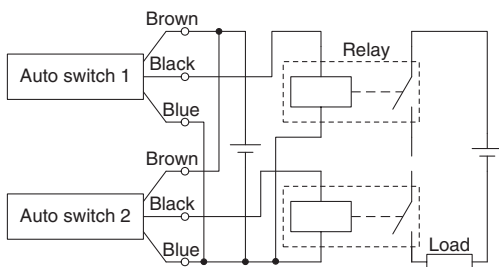 Brown
Relay
Auto switch 1
Black
Blue
Brown
Auto switch 2
Black
Blue
Load